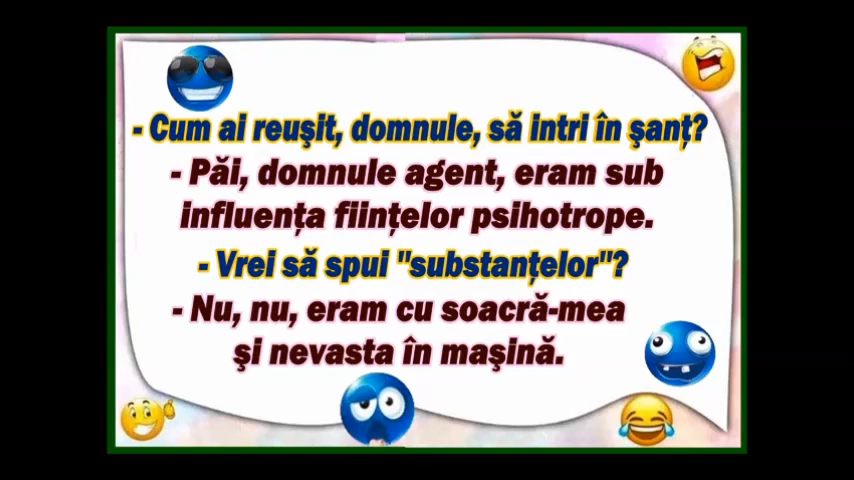 - Cum ai reuşit, domnule, să intri în şanţ?
- Păi, domnule agent, eram sub
influenţa fiinţelor psihotrope.
- Vrei să spui "substanţelor"?
- Nu, nu, eram cu soacră-mea
şi nevasta în maşină.